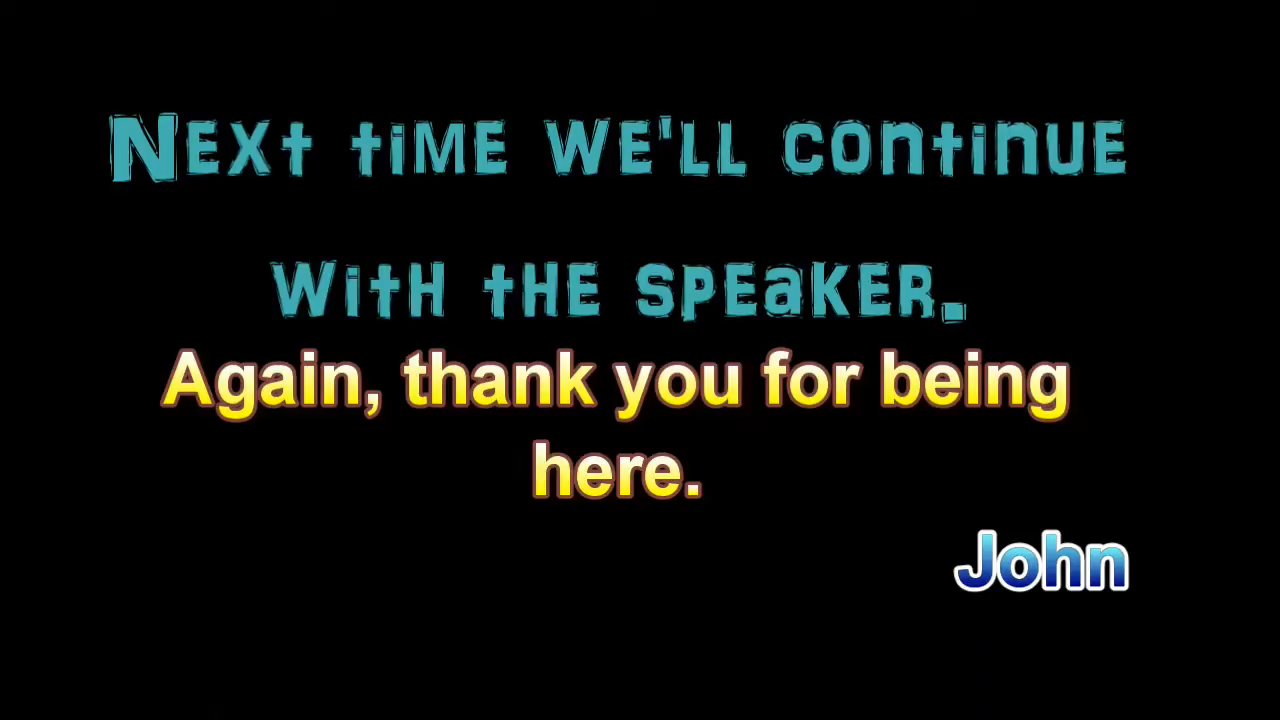 Next time we'll continue
with the speaker.
Again, thank you for being
here.
John